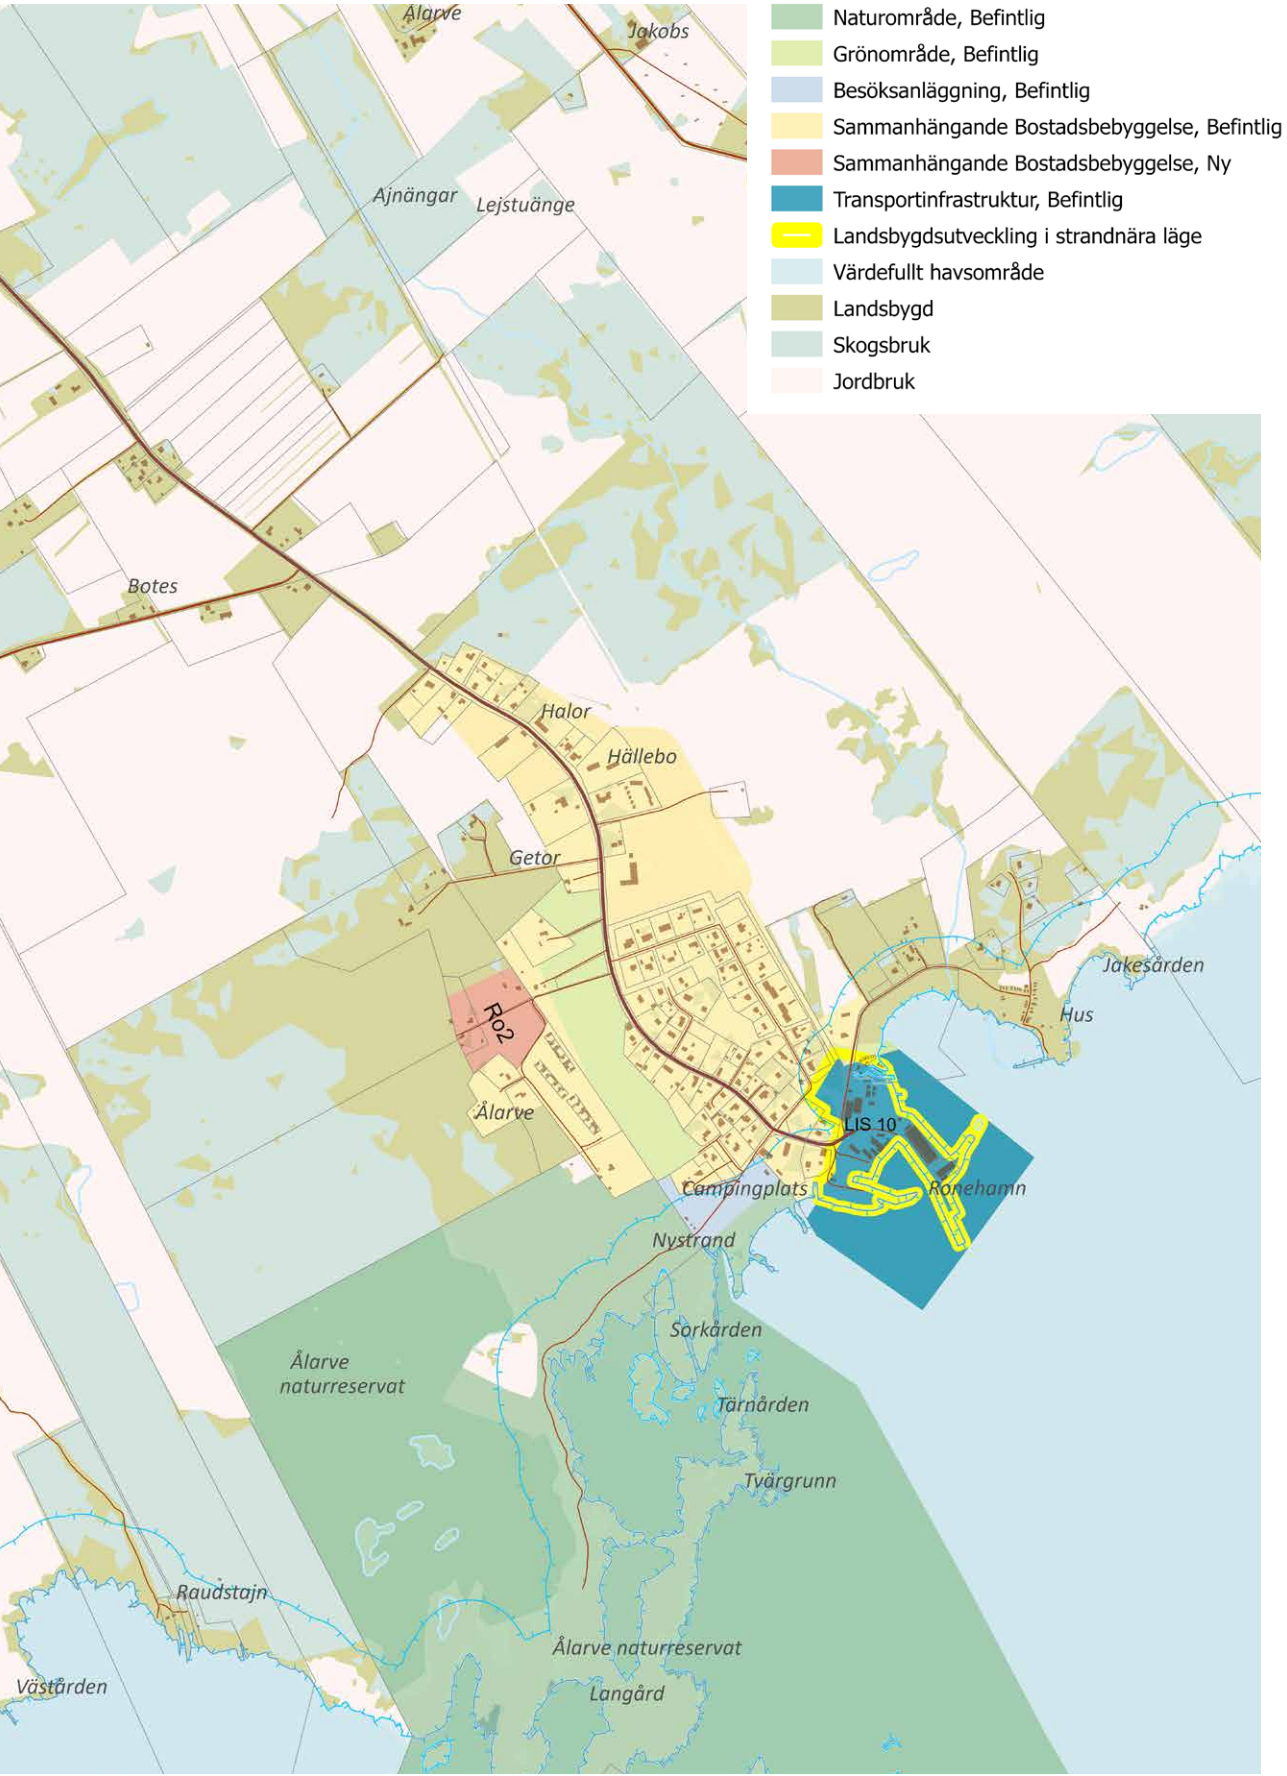 Naturområde, Befintlig
Grönområde, Befintlig
Besöksanläggning, Befintlig
Sammanhängande Bostadsbebyggelse, Befintlig
Sammanhängande Bostadsbebyggelse, Ny
Transportinfrastruktur, Befintlig
Landsbygdsutveckling i strandnära läge
Värdefullt havsområde
Landsbygd
Skogsbruk
Jordbruk
Ålarve
Jakobs
Ajnängar
Lejstuänge
Botes
Halor
Hällebo
Getor
Jakesården
Ro2
Hus
Ålarve
LIS 10
Campingplats
Ronehamn
Nystrand
Sorkården
Ålarve
naturreservat
Tärnården
Tvärgrunn
Raudstajn
Ålarve naturreservat
Västården
Langård